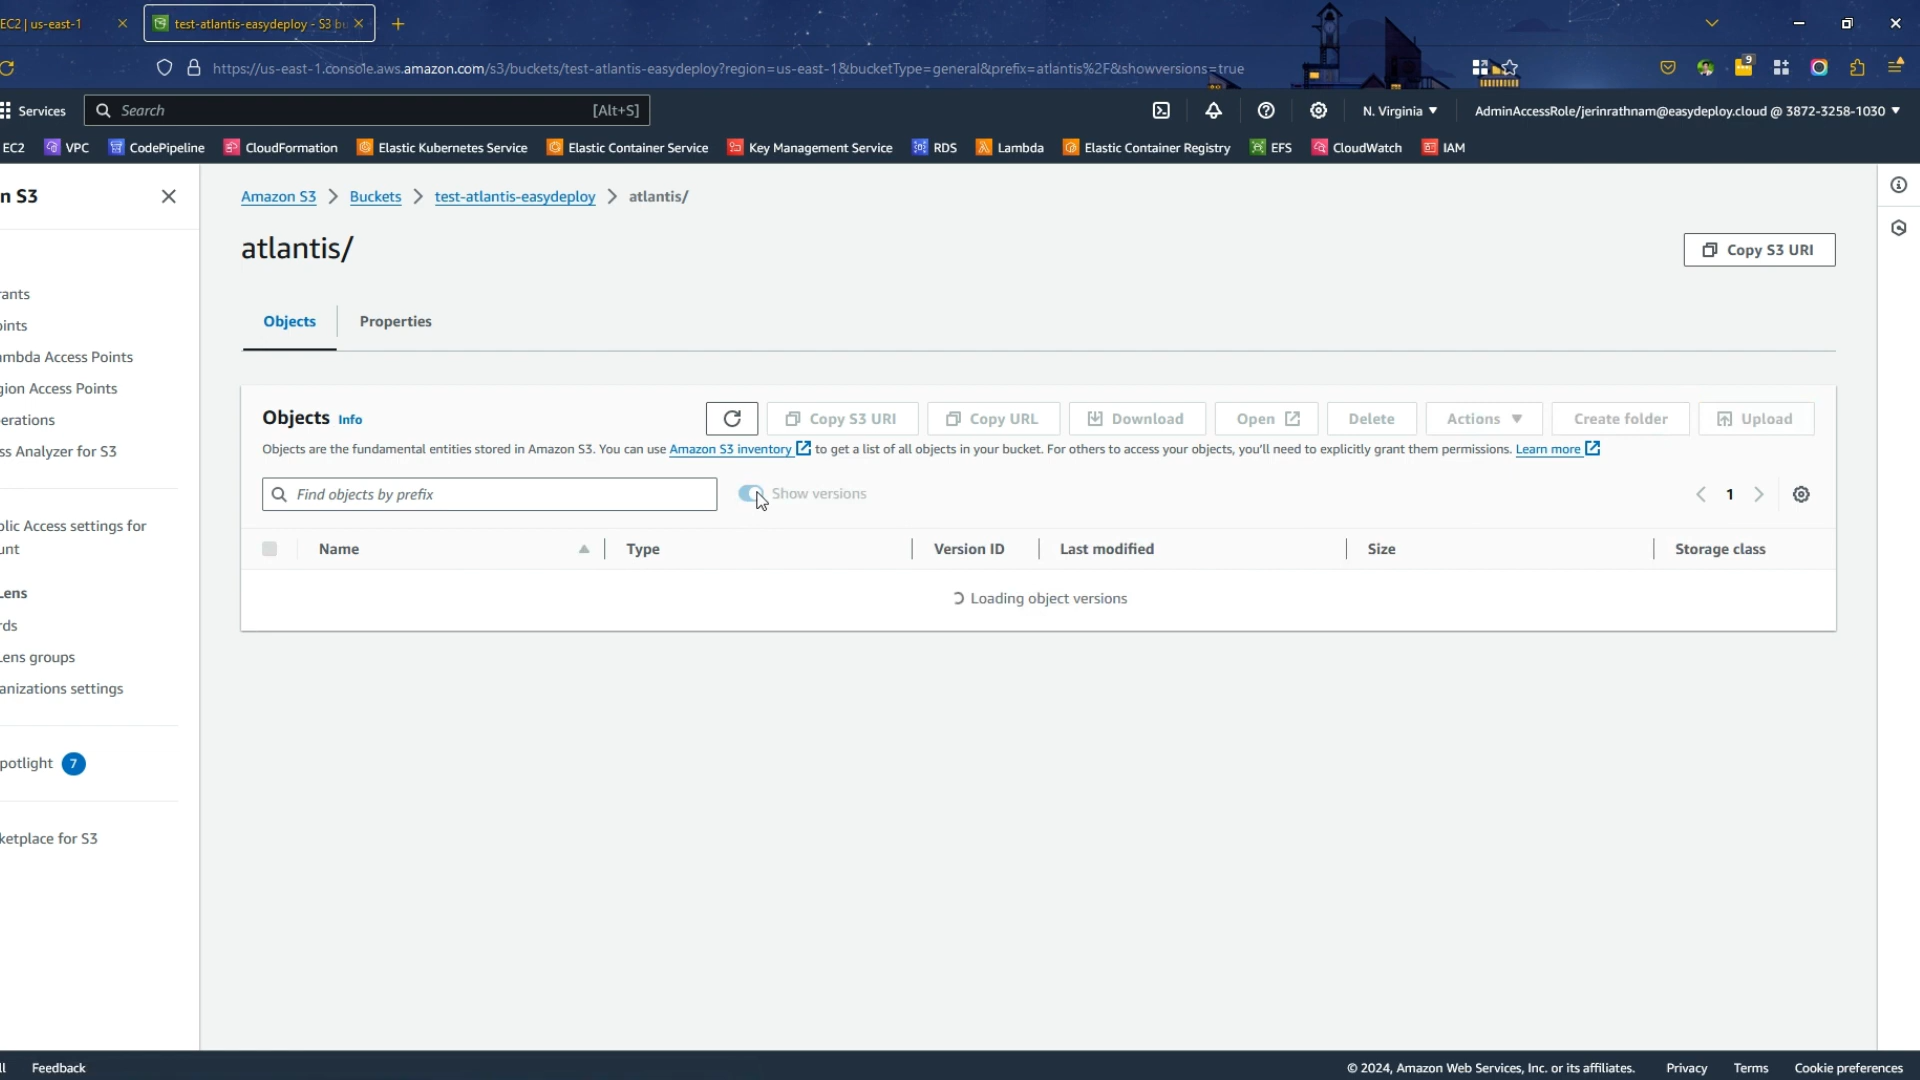 EC2 | us-east-1
test-atlantis-easydeploy - S3 bu
https://us-east-1.console.aws.amazon.com/s3/buckets/test-atlantis-easydeploy?region=us-east-1&bucketType=general&prefix=atlantis%2F&showversions=true
9
Services
Search
[Alt+S]
N. Virginia
AdminAccessRole/jerinrathnam@easydeploy.cloud @ 3872-3258-1030
EC2
VPC
CodePipeline
CloudFormation
Elastic Kubernetes Service
Elastic Container Service
Key Management Service
RDS
Lambda
Elastic Container Registry
EFS
CloudWatch
IAM
n S3
rants
oints
ambda Access Points
gion Access Points
erations
ss Analyzer for S3
blic Access settings for
unt
Lens
rds
Lens groups
anizations settings
potlight 7
ketplace for S3
Amazon S3 > Buckets > test-atlantis-easydeploy > atlantis/
atlantis/
Copy S3 URI
Objects
Properties
Objects Info
Copy S3 URI
Copy URL
Download
Open
Delete
Actions
Create folder
Upload
Objects are the fundamental entities stored in Amazon S3. You can use Amazon S3 inventory to get a list of all objects in your bucket. For others to access your objects, you'll need to explicitly grant them permissions. Learn more
Find objects by prefix
Show versions
1
Name
Type
Version ID
Last modified
Size
Storage class
Loading object versions
ll
Feedback
© 2024, Amazon Web Services, Inc. or its affiliates.
Privacy
Terms
Cookie preferences